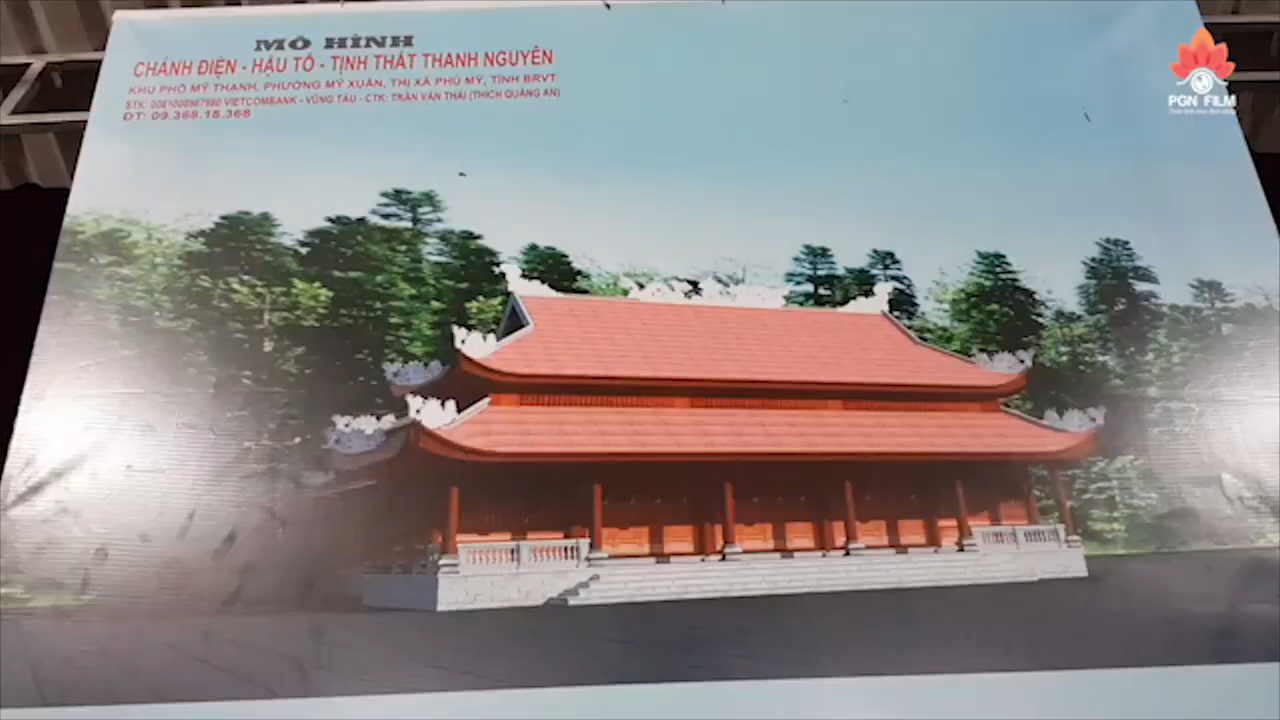 MÔ HÌNH
CHÁNH ĐIỆN - HẬU TỔ - TỊNH THẤT THANH NGUYÊN
KHU PHỐ MỸ THẠNH, PHƯỜNG MỸ XUÂN, THỊ XÃ PHÚ MỸ, TỈNH BRVT
STK: 0081000987980 VIETCOMBANK - VŨNG TÀU - CTK: TRẦN VĂN THÁI (THÍCH QUẢNG AN)
ĐT: 09.368.18.368
PGN FILM